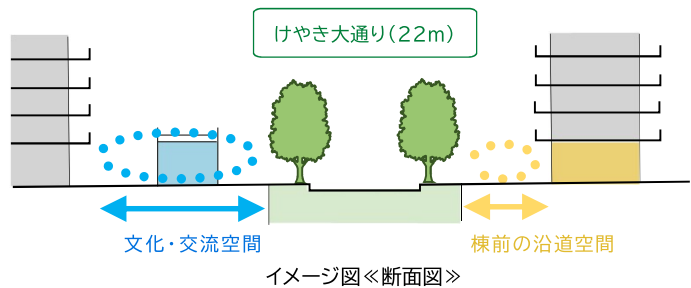 けやき大通り(22m)
文化・交流空間
棟前の沿道空間
イメージ図≪断面図≫